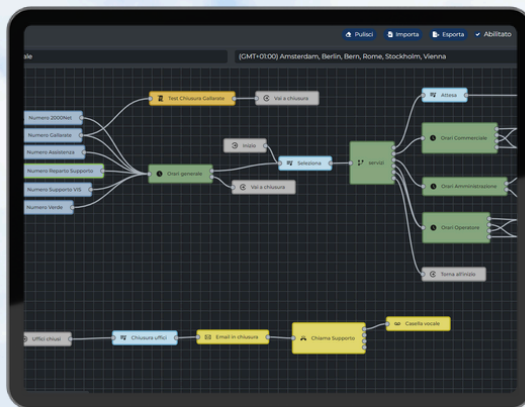 Pulisci Importa Esporta Abilitato
ale
(GMT+01:00) Amsterdam, Berlin, Bern, Rome, Stockholm, Vienna
Attesa
Test Chiusura Gallarate
Vai a chiusura
Numero 2000Net
Numero Gallarate
Orari Commerciale
Inizio
Numero Assistenza
Seleziona
servizi
Numero Reparto Supporto
Orari generale
Vai a chiusura
Orari Amministrazione
Numero Supporto VIS
Numero Verde
Orari Operatore
Torna all'inizio
Casella vocale
Uffici chiusi
Chiusura uffici
Email in chiusura
Chiama Supporto